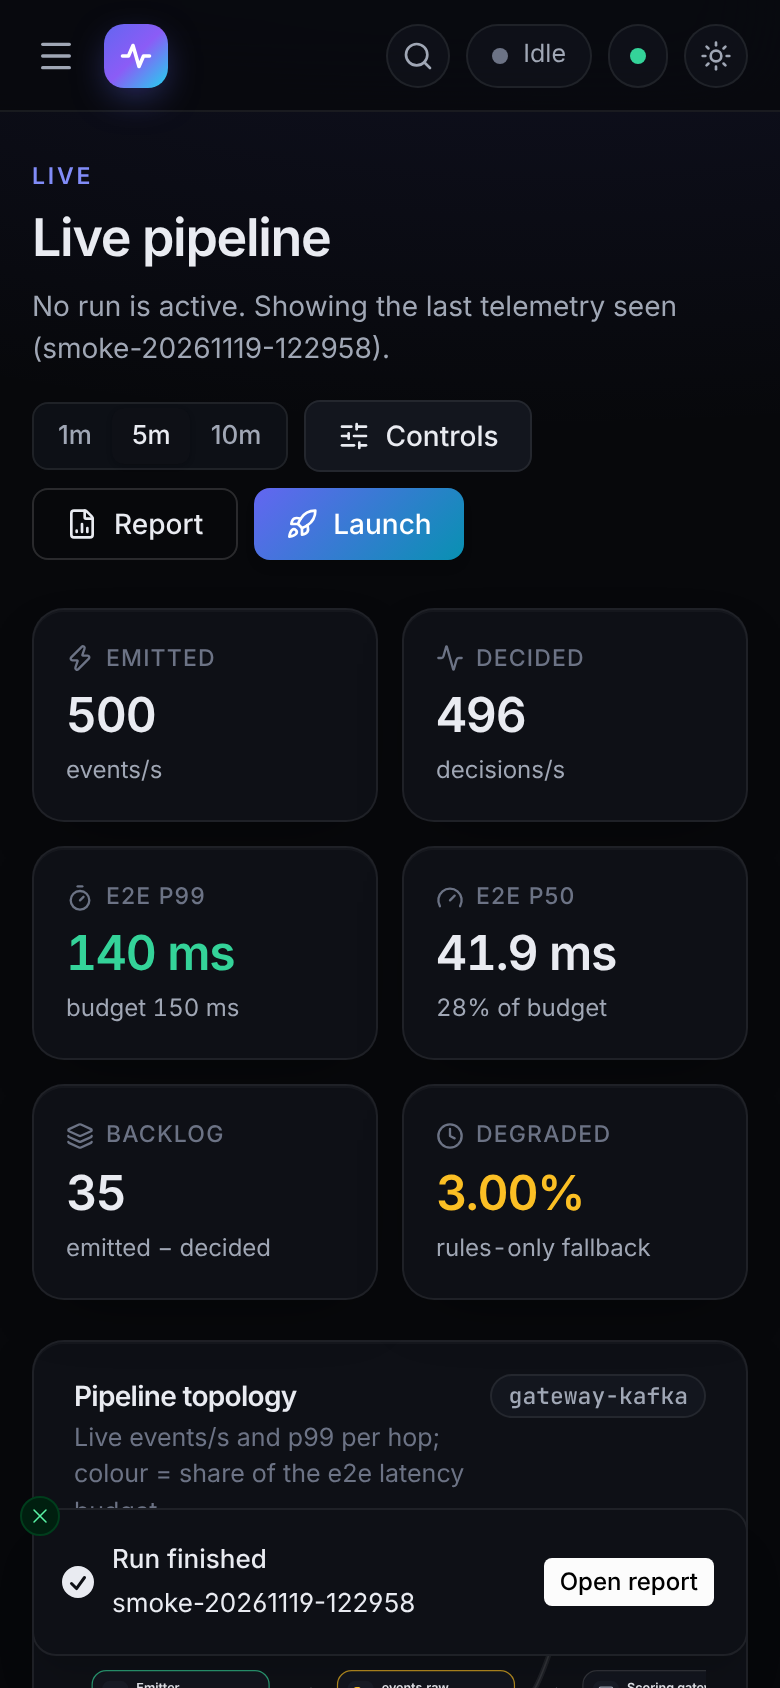 Idle
LIVE
Live pipeline
No run is active. Showing the last telemetry seen
(smoke-20261119-122958).
1m 5m 10m Controls
Report Launch
EMITTED
500
events/s
DECIDED
496
decisions/s
E2E P99
140 ms
budget 150 ms
E2E P50
41.9 ms
28% of budget
BACKLOG
35
emitted – decided
DEGRADED
3.00%
rules-only fallback
Pipeline topology
gateway-kafka
Live events/s and p99 per hop;
colour = share of the e2e latency
budget
Run finished
smoke-20261119-122958
Open report
Emitter
events.raw